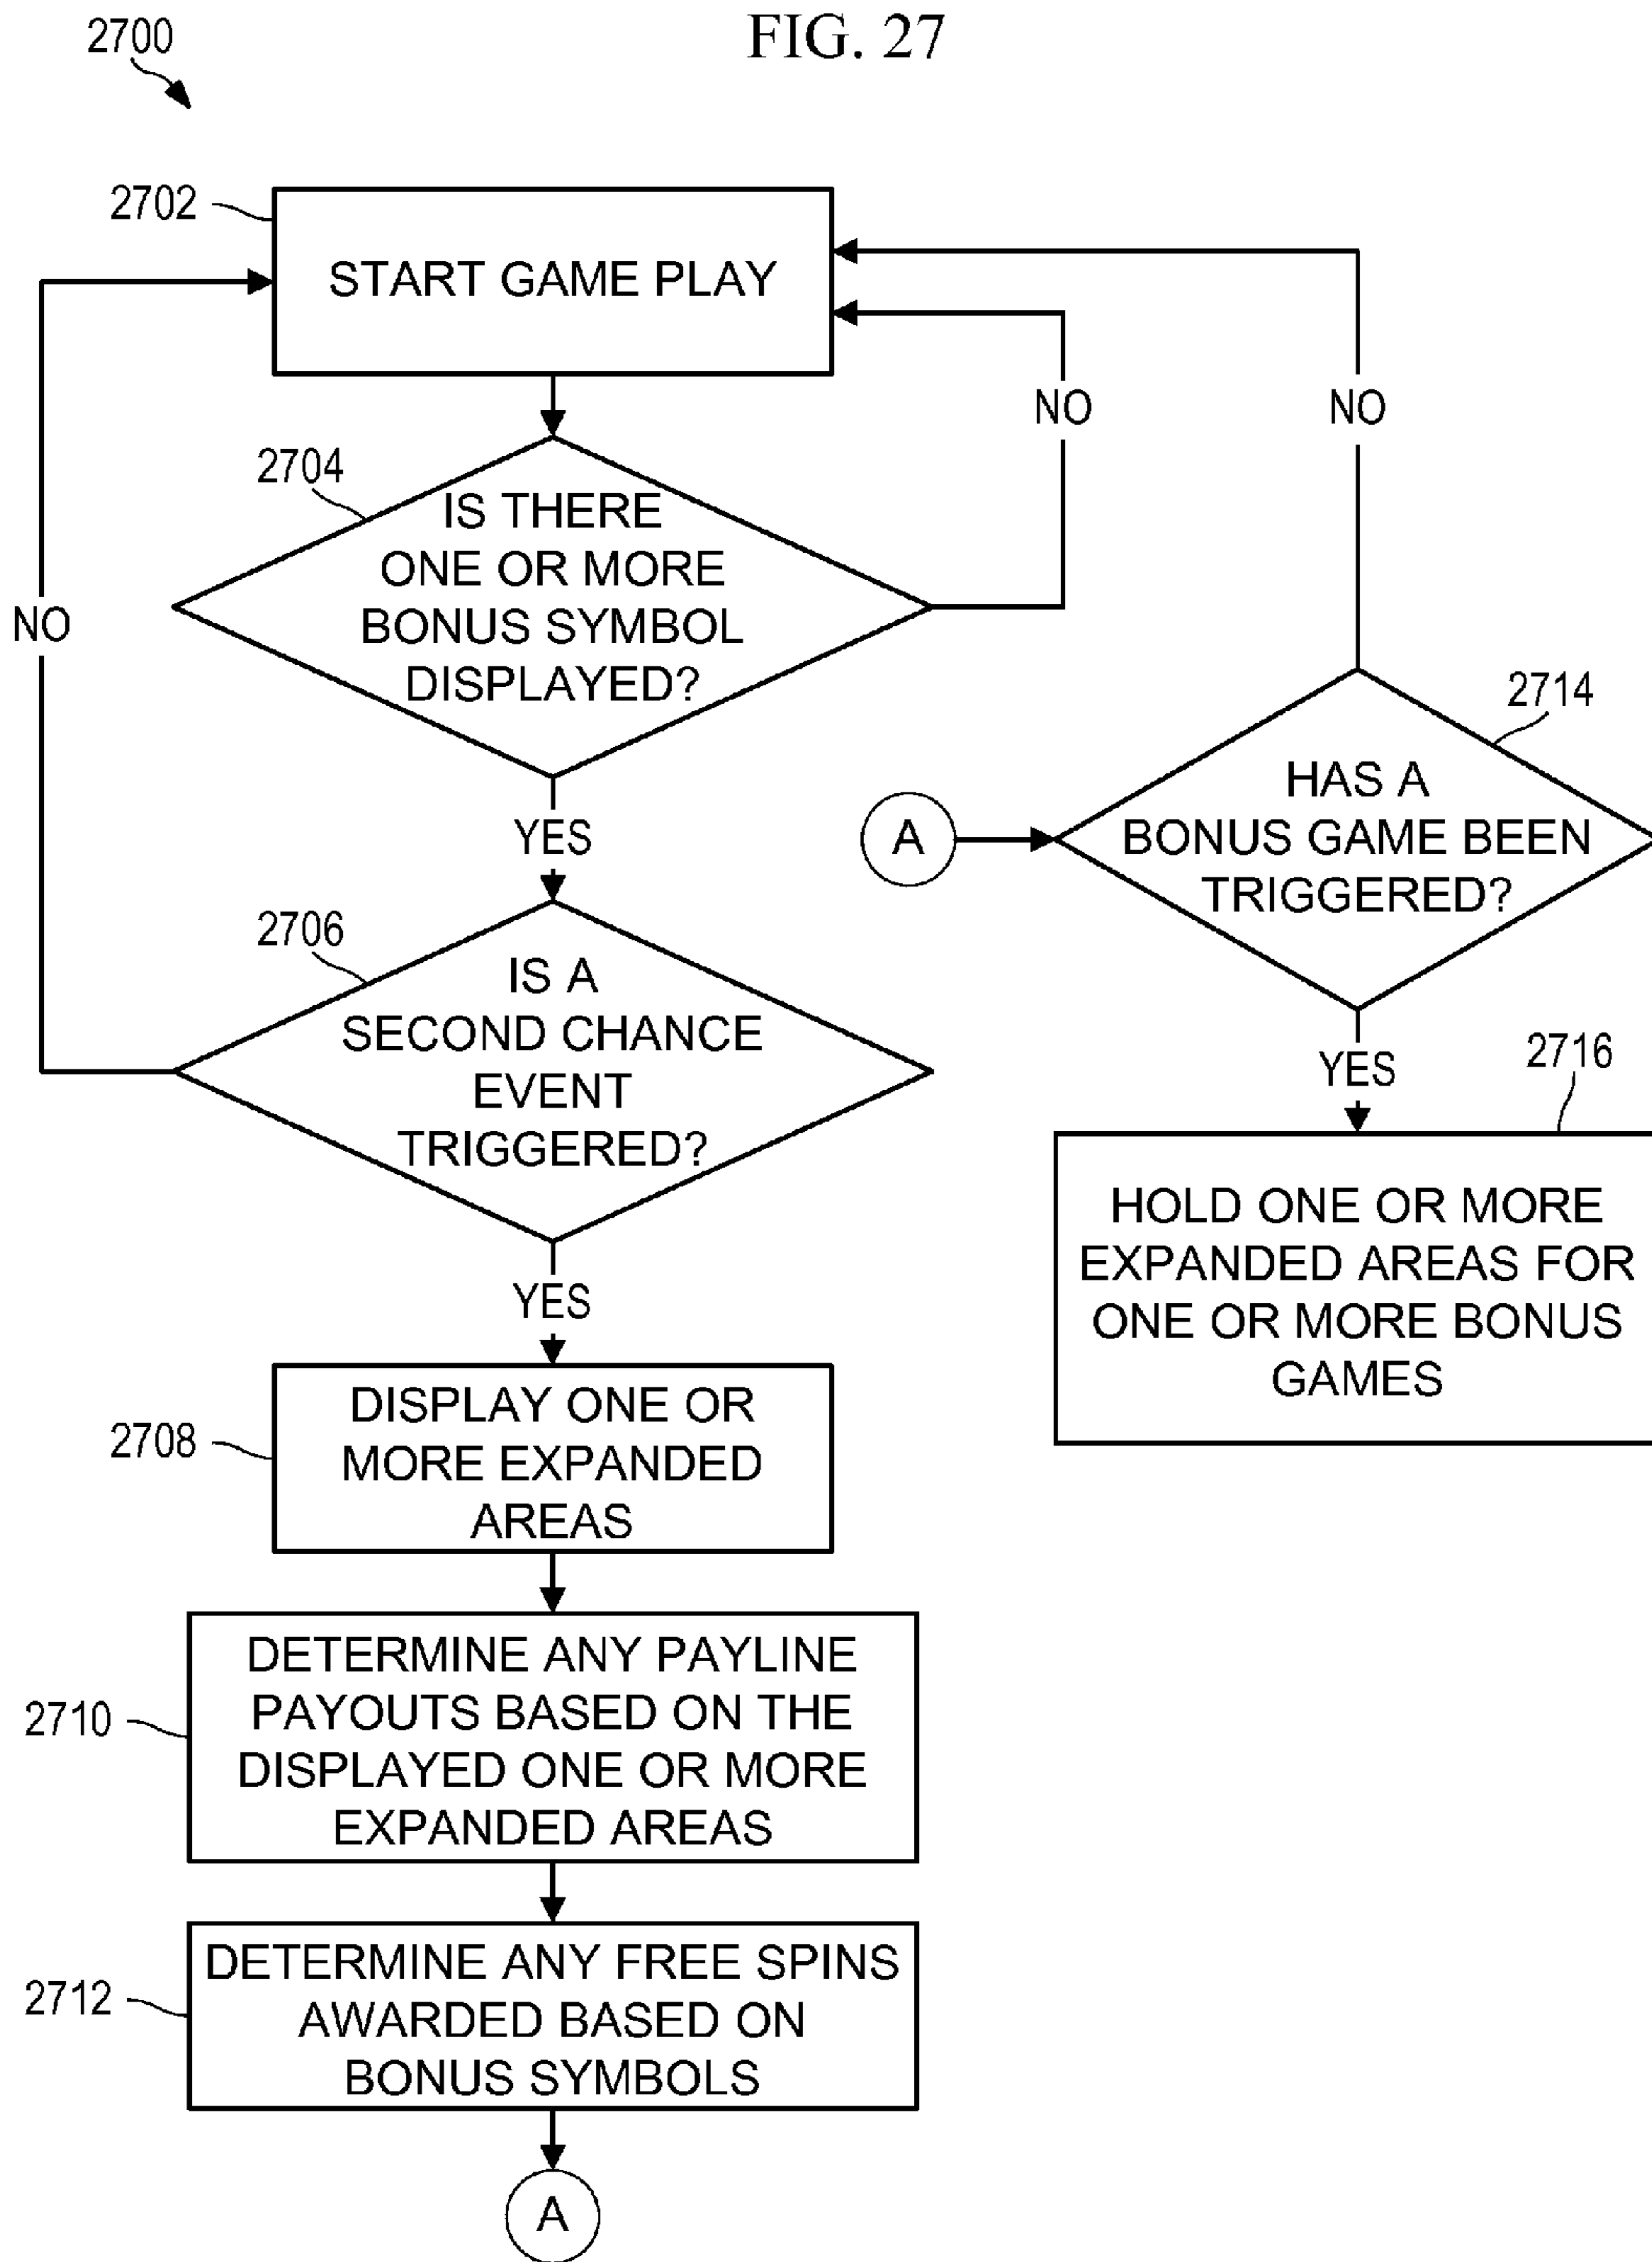 FIG. 27
2700
2702
START GAME PLAY
NO
NO
NO
2704
IS THERE
ONE OR MORE
BONUS SYMBOL
DISPLAYED?
YES
2706
IS A
SECOND CHANCE
EVENT
TRIGGERED?
YES
2708
DISPLAY ONE OR
MORE EXPANDED
AREAS
2710
DETERMINE ANY PAYLINE
PAYOUTS BASED ON THE
DISPLAYED ONE OR MORE
EXPANDED AREAS
2712
DETERMINE ANY FREE SPINS
AWARDED BASED ON
BONUS SYMBOLS
A
A
2714
HAS A
BONUS GAME BEEN
TRIGGERED?
YES
2716
HOLD ONE OR MORE
EXPANDED AREAS FOR
ONE OR MORE BONUS
GAMES